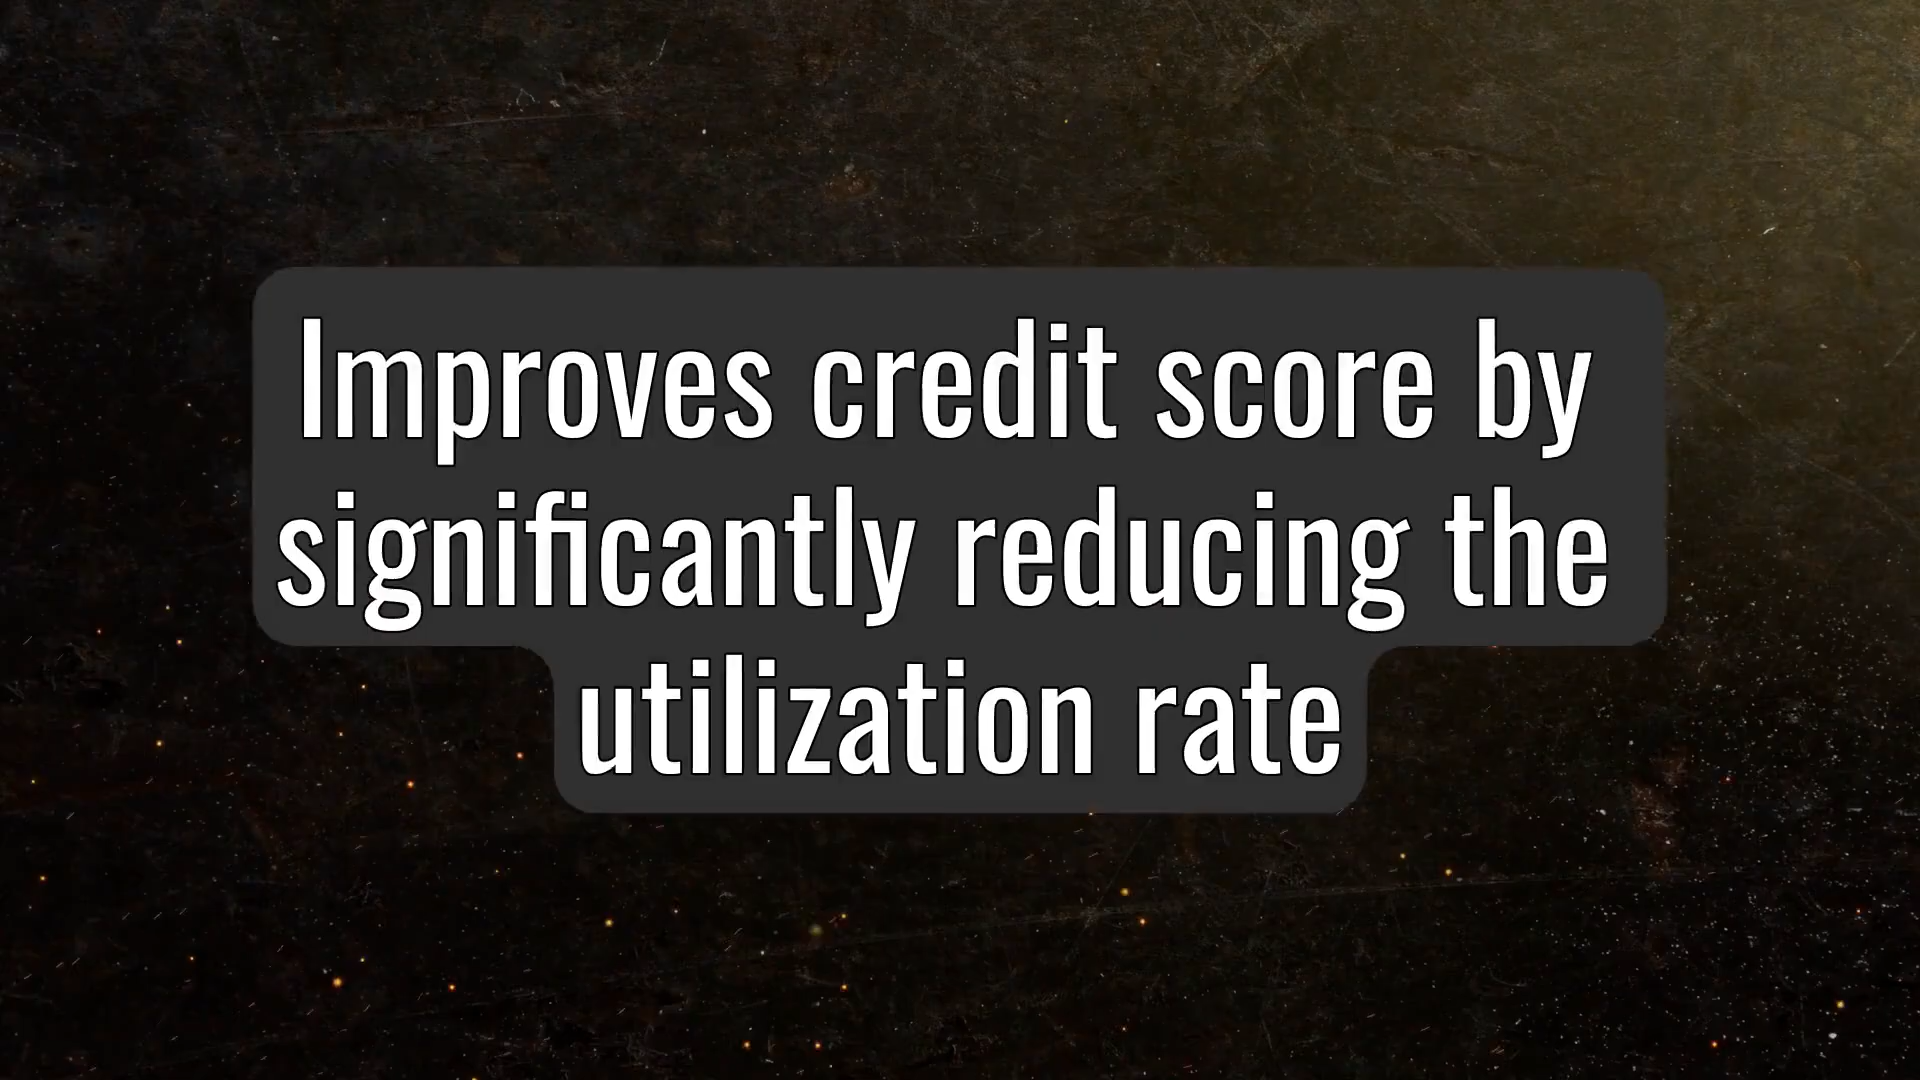 Improves credit score by
significantly reducing the
utilization rate